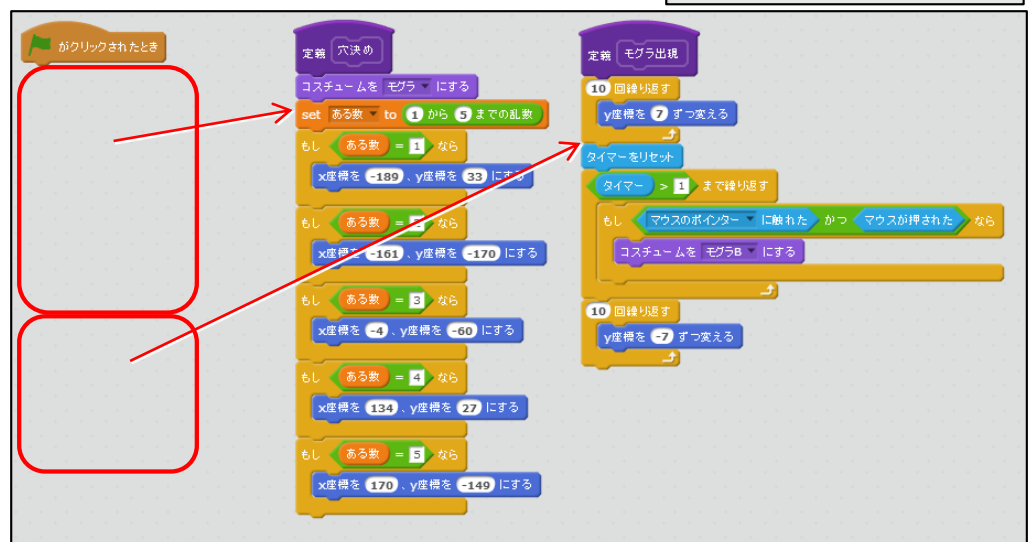 がクリックされたとき
定義 穴決め
コスチュームを モグラ にする
set ある数 to 1 から 5 までの乱数
もし ある数 = 1 なら
x座標を -189 、y座標を 33 にする
もし ある数 = 2 なら
x座標を -161 、y座標を -170 にする
もし ある数 = 3 なら
x座標を -4 、y座標を -60 にする
もし ある数 = 4 なら
x座標を 134 、y座標を 27 にする
もし ある数 = 5 なら
x座標を 170 、y座標を -149 にする
定義 モグラ出現
10 回繰り返す
y座標を 7 ずつ変える
タイマーをリセット
タイマー > 1 まで繰り返す
もし マウスのポインター に触れた かつ マウスが押された なら
コスチュームを モグラB にする
10 回繰り返す
y座標を -7 ずつ変える